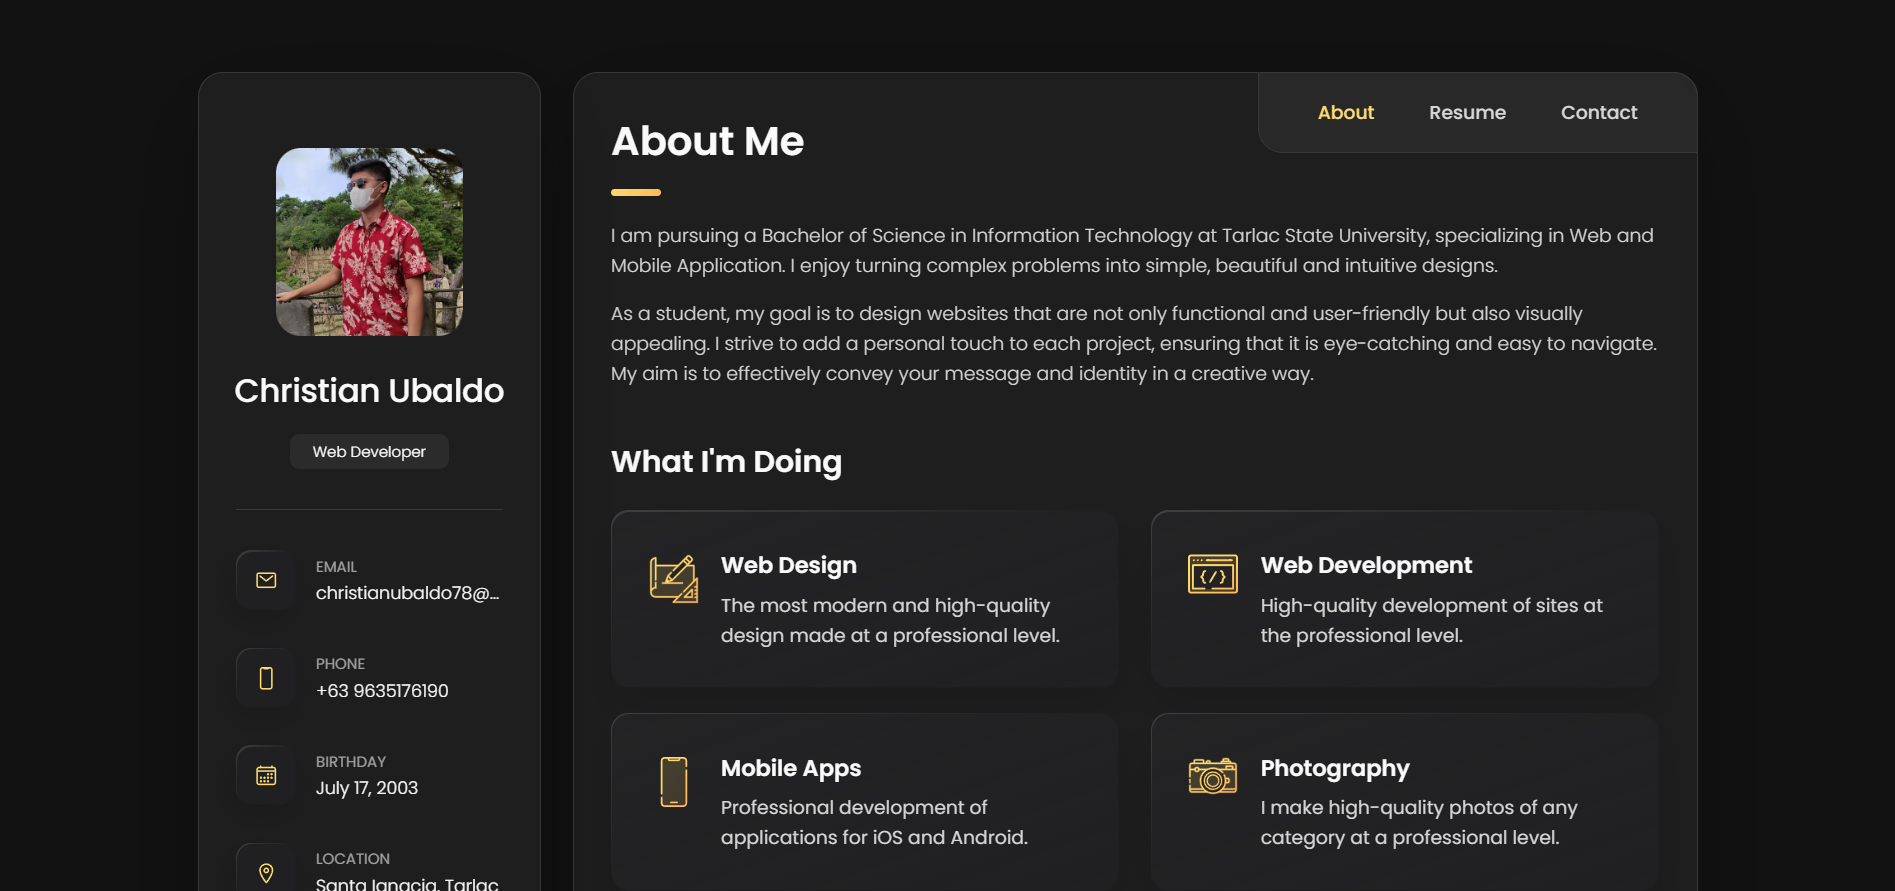 Christian Ubaldo
Web Developer
EMAIL
christianubaldo78@...
PHONE
+63 9635176190
BIRTHDAY
July 17, 2003
LOCATION
Santa Ignacia, Tarlac
About
Resume
Contact
About Me
I am pursuing a Bachelor of Science in Information Technology at Tarlac State University, specializing in Web and
Mobile Application. I enjoy turning complex problems into simple, beautiful and intuitive designs.
As a student, my goal is to design websites that are not only functional and user-friendly but also visually
appealing. I strive to add a personal touch to each project, ensuring that it is eye-catching and easy to navigate.
My aim is to effectively convey your message and identity in a creative way.
What I'm Doing
Web Design
The most modern and high-quality
design made at a professional level.
Web Development
High-quality development of sites at
the professional level.
Mobile Apps
Professional development of
applications for iOS and Android.
Photography
I make high-quality photos of any
category at a professional level.